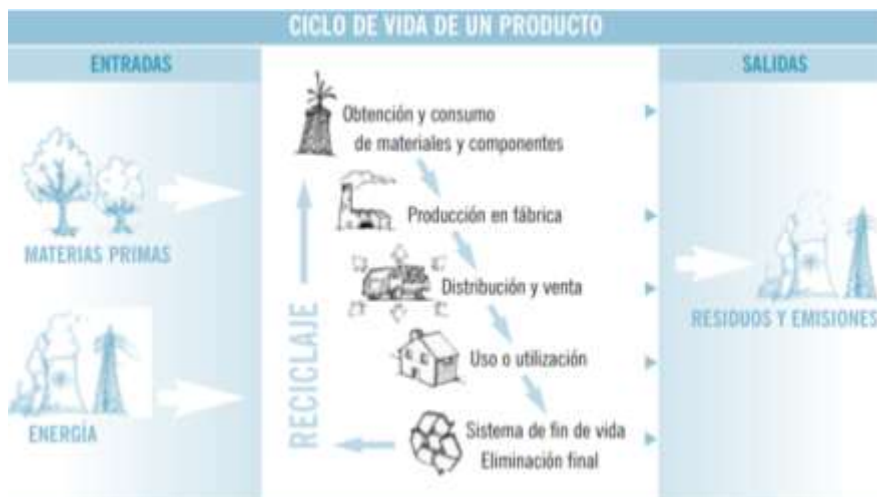 CICLO DE VIDA DE UN PRODUCTO
ENTRADAS
SALIDAS
Obtención y consumo
de materiales y componentes
Producción en fábrica
MATERIAS PRIMAS
Distribución y venta
RESIDUOS Y EMISIONES
Uso o utilización
RECICLAJE
ENERGÍA
Sistema de fin de vida
Eliminación final